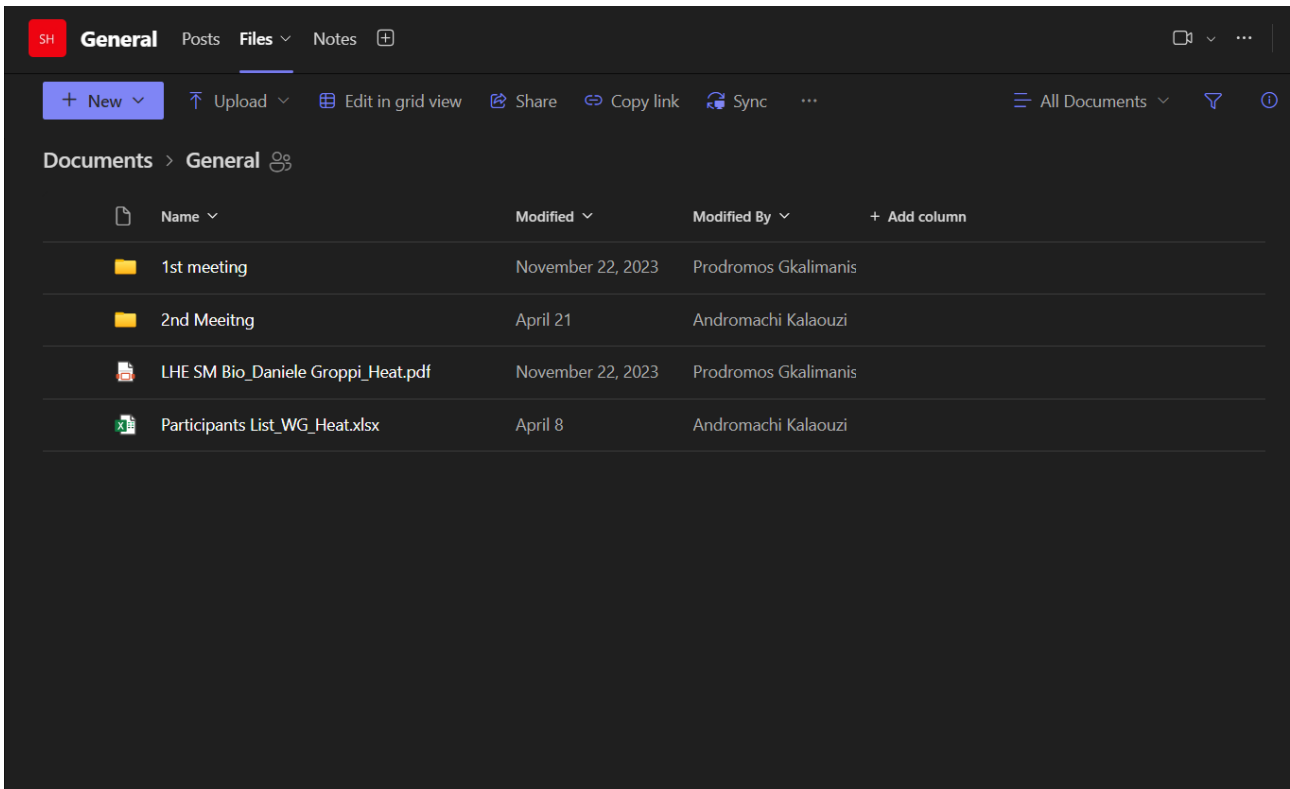 SH General Posts Files Notes
+ New Upload Edit in grid view Share Copy link Sync ... All Documents
Documents > General
Name Modified Modified By + Add column
1st meeting November 22, 2023 Prodromos Gkalimanis
2nd Meeitng April 21 Andromachi Kalaouzi
LHE SM Bio_Daniele Groppi_Heat.pdf November 22, 2023 Prodromos Gkalimanis
Participants List_WG_Heat.xlsx April 8 Andromachi Kalaouzi